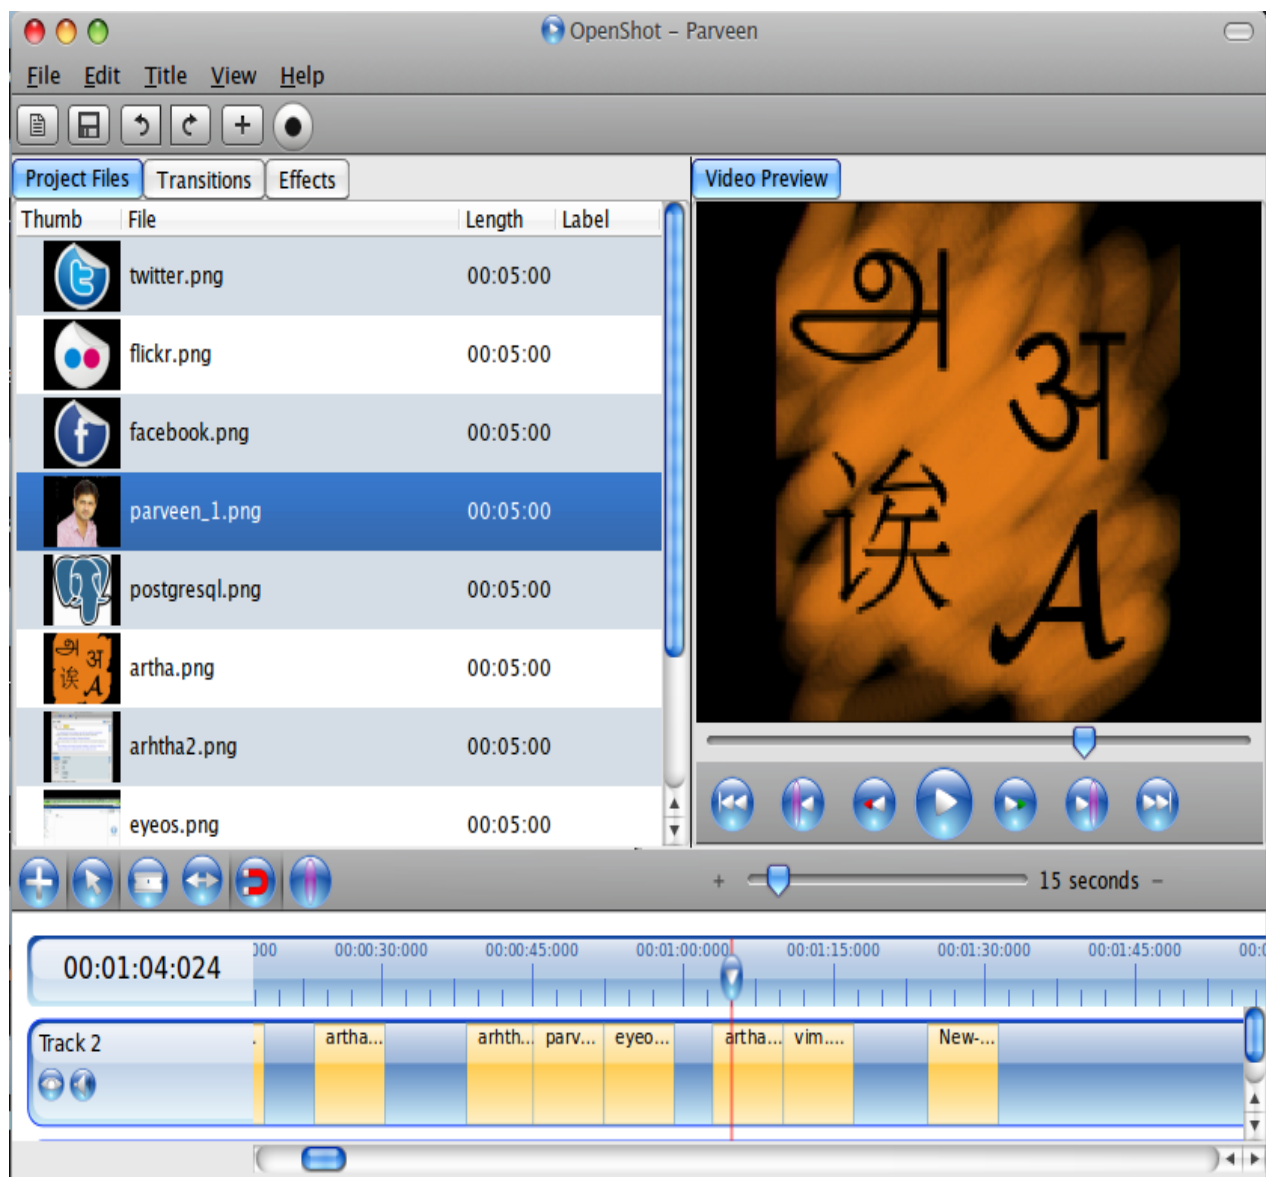 OpenShot – Parveen
File Edit Title View Help
Project Files Transitions Effects
Thumb File Length Label
twitter.png 00:05:00
flickr.png 00:05:00
facebook.png 00:05:00
parveen_1.png 00:05:00
postgresql.png 00:05:00
artha.png 00:05:00
arhtha2.png 00:05:00
eyeos.png 00:05:00
Video Preview
அ
अ
诶
A
+ 15 seconds –
00:01:04:024
000 00:00:30:000 00:00:45:000 00:01:00:000 00:01:15:000 00:01:30:000 00:01:45:000 00:0
Track 2
artha... arhth... parv... eyeo... artha... vim.... New-...